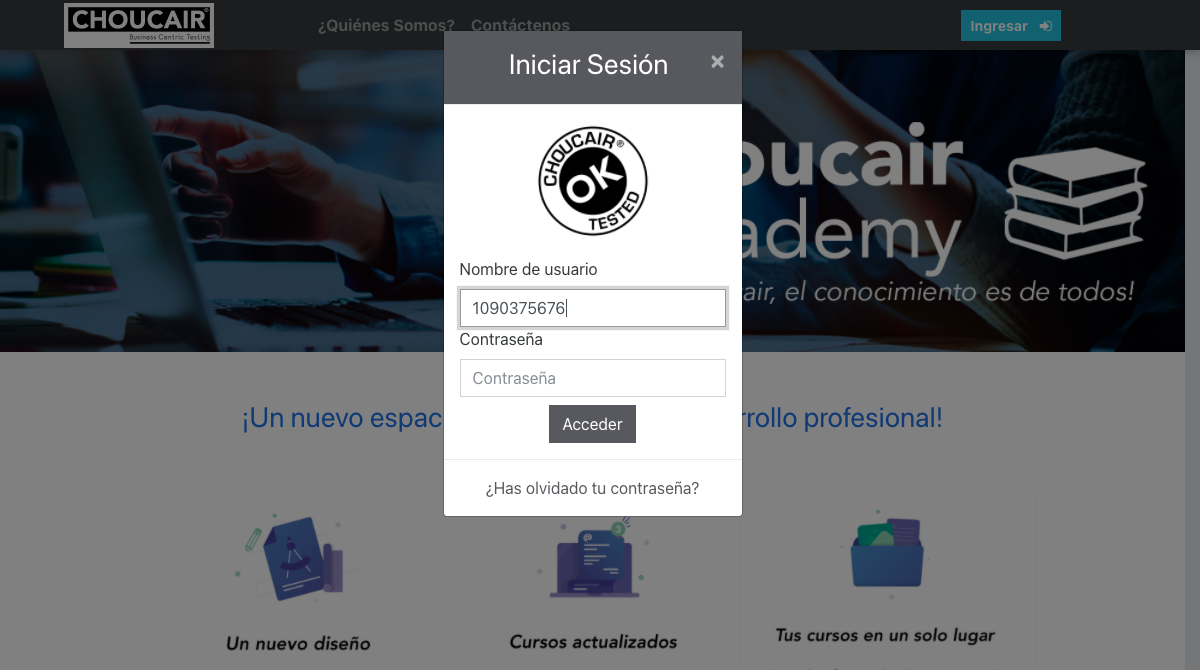 CHOUCAIR®
Business Centric Testing
¿Quiénes Somos? Contáctenos
Ingresar
Iniciar Sesión
×
CHOUCAIR®
OK
TESTED
Nombre de usuario
1090375676
Contraseña
Contraseña
Acceder
¿Has olvidado tu contraseña?
oucair
ademy
air, el conocimiento es de todos!
¡Un nuevo espac
rollo profesional!
3
Un nuevo diseño
Cursos actualizados
Tus cursos en un solo lugar